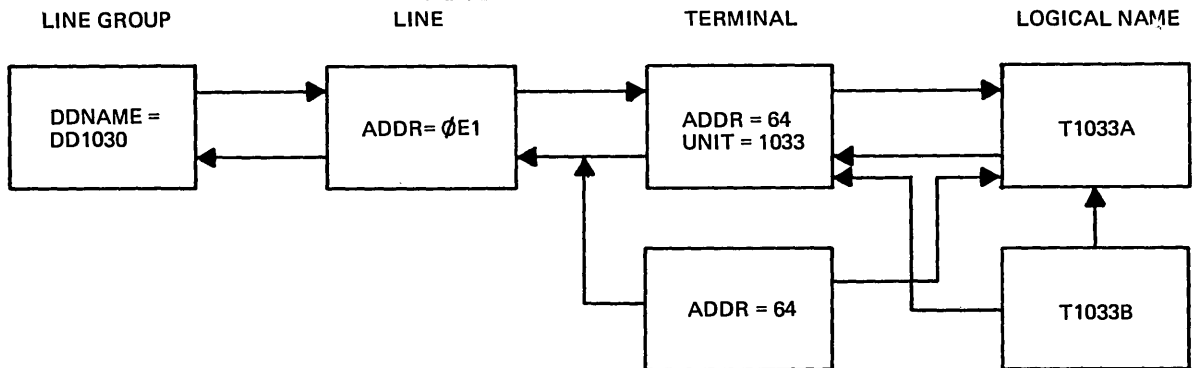 LINE GROUP
LINE
TERMINAL
LOGICAL NAME
DDNAME =
DD1030
ADDR= ØE1
ADDR = 64
UNIT = 1033
T1033A
ADDR = 64
T1033B